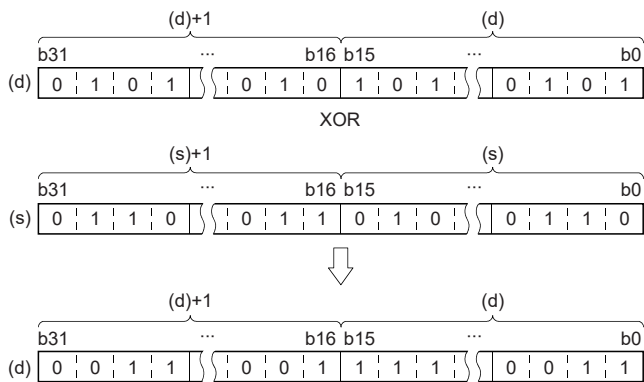 (d)+1 (d)
b31 ... b16 b15 ... b0
(d) 0 1 0 1 0 1 0 1 0 1 0 1 0 1
XOR
(s)+1 (s)
b31 ... b16 b15 ... b0
(s) 0 1 1 0 0 1 1 0 1 0 0 1 1 0
(d)+1 (d)
b31 ... b16 b15 ... b0
(d) 0 0 1 1 0 0 1 1 1 1 0 0 1 1